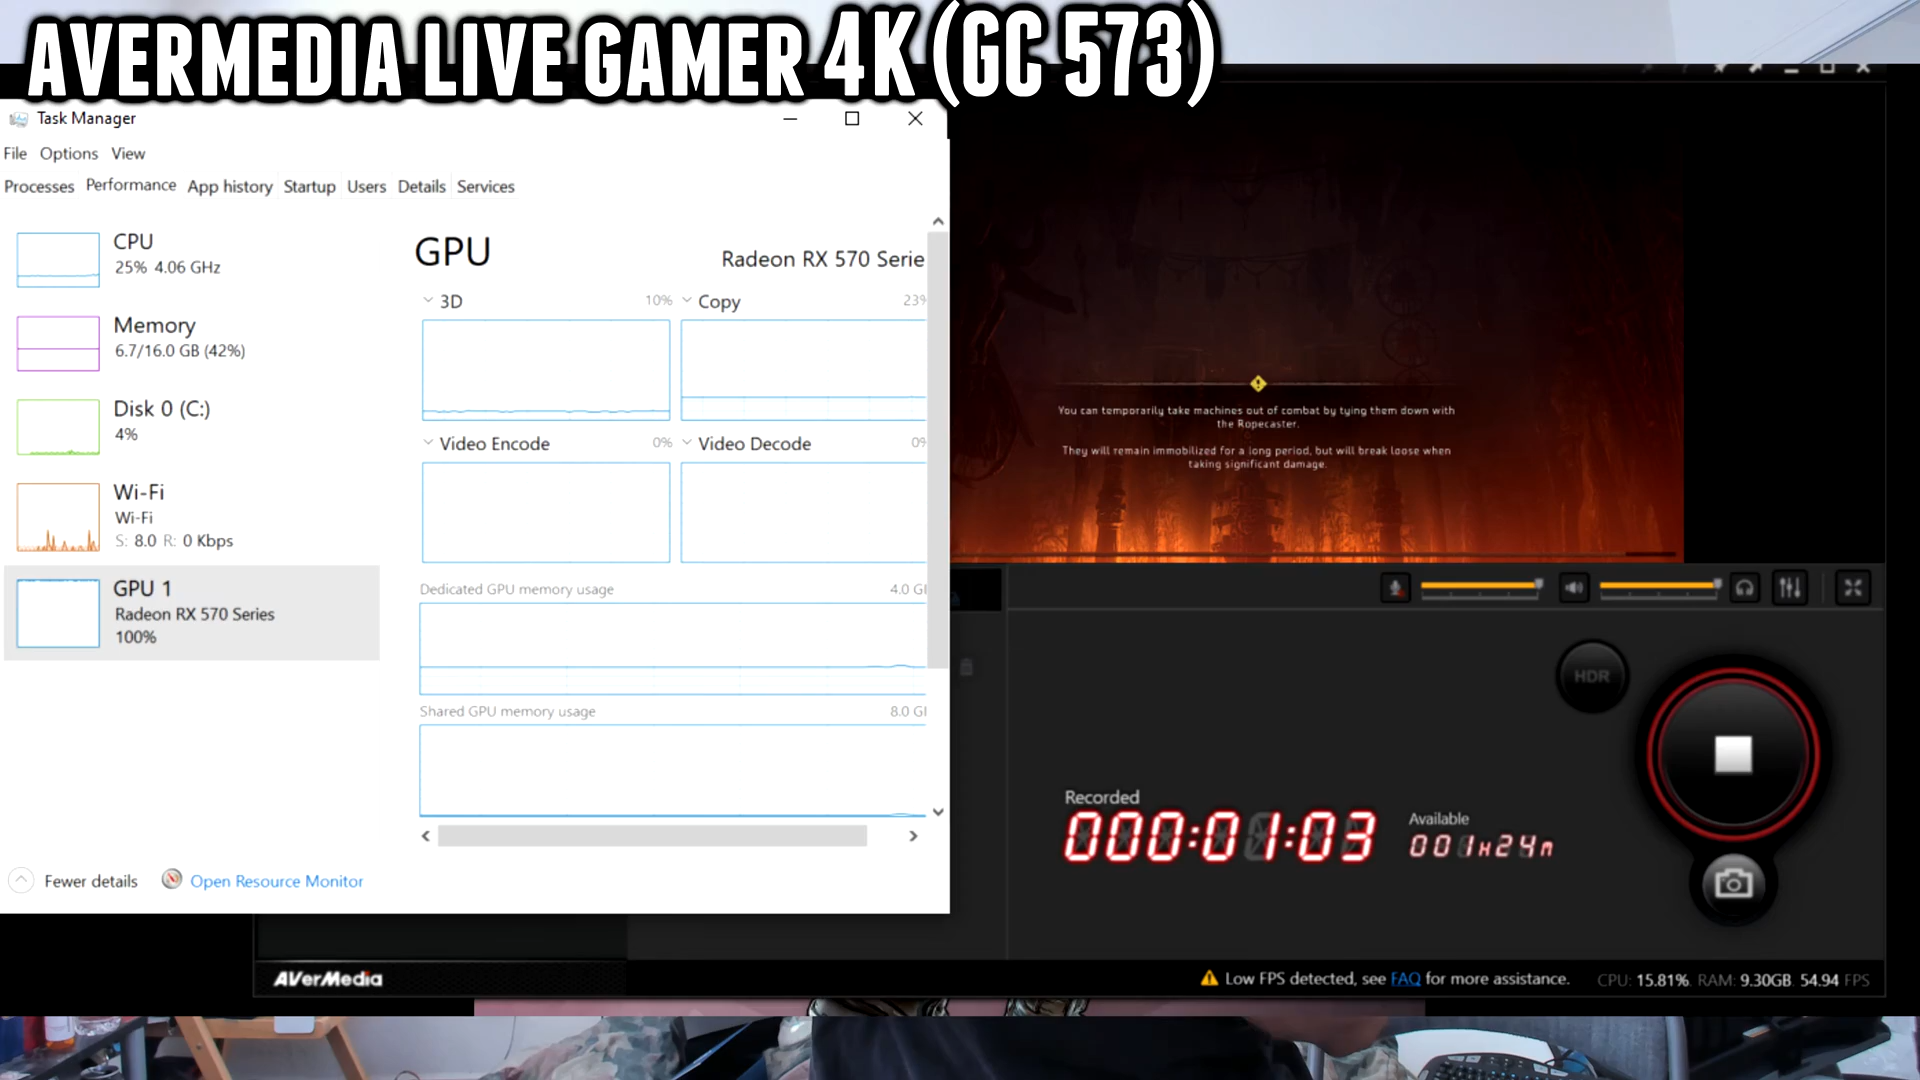 AVERMEDIA LIVE GAMER 4K (GC 573)
Task Manager
File Options View
Processes Performance App history Startup Users Details Services
CPU
25% 4.06 GHz
Memory
6.7/16.0 GB (42%)
Disk 0 (C:)
4%
Wi-Fi
Wi-Fi
S: 8.0 R: 0 Kbps
GPU 1
Radeon RX 570 Series
100%
GPU
Radeon RX 570 Serie
3D 10%
Copy 23%
Video Encode 0%
Video Decode 0%
Dedicated GPU memory usage 4.0 G
Shared GPU memory usage 8.0 G
Fewer details
Open Resource Monitor
You can temporarily take machines out of combat by tying them down with
the Ropecaster.
They will remain immobilized for a long period, but will break loose when
taking significant damage.
HDR
Recorded
000:01:03
Available
001H24M
AVerMedia
Low FPS detected, see FAQ for more assistance.
CPU: 15.81% RAM: 9.30GB 54.94 FPS